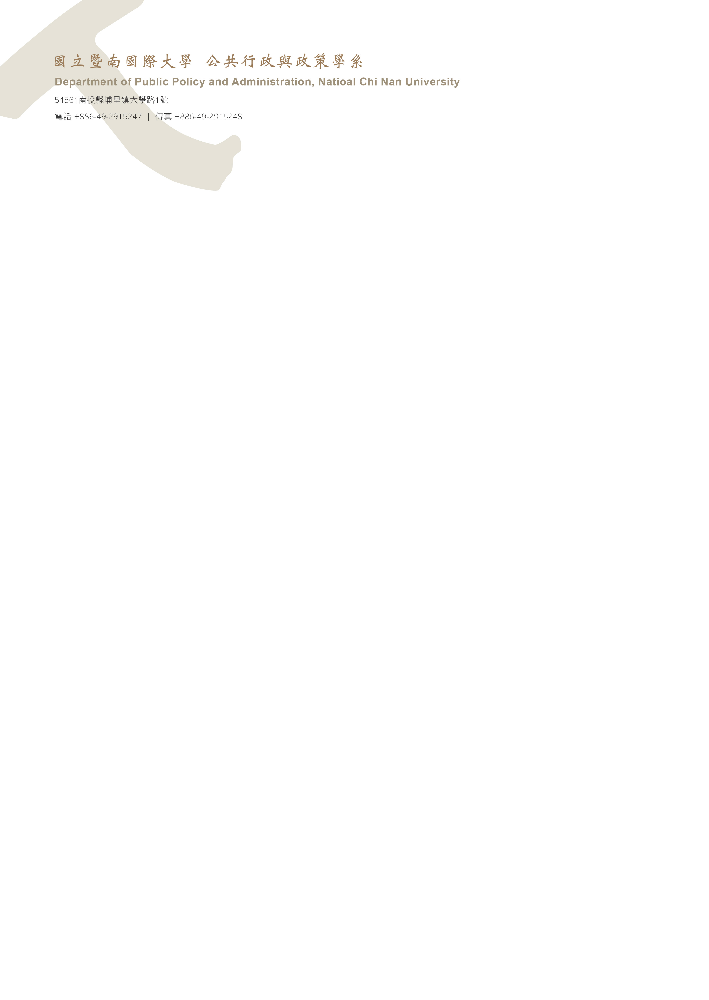 國立暨南國際大學 公共行政與政策學系
Department of Public Policy and Administration, Natioal Chi Nan University
54561南投縣埔里鎮大學路1號
電話 +886-49-2915247 | 傳真 +886-49-2915248